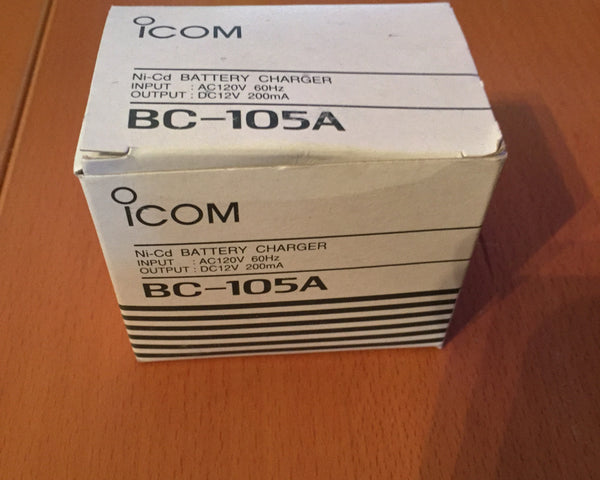 iCOM
Ni-Cd BATTERY CHARGER
INPUT : AC120V 60Hz
OUTPUT : DC12V 200mA
BC-105A
iCOM
Ni-Cd BATTERY CHARGER
INPUT : AC120V 60Hz
OUTPUT : DC12V 200mA
BC-105A